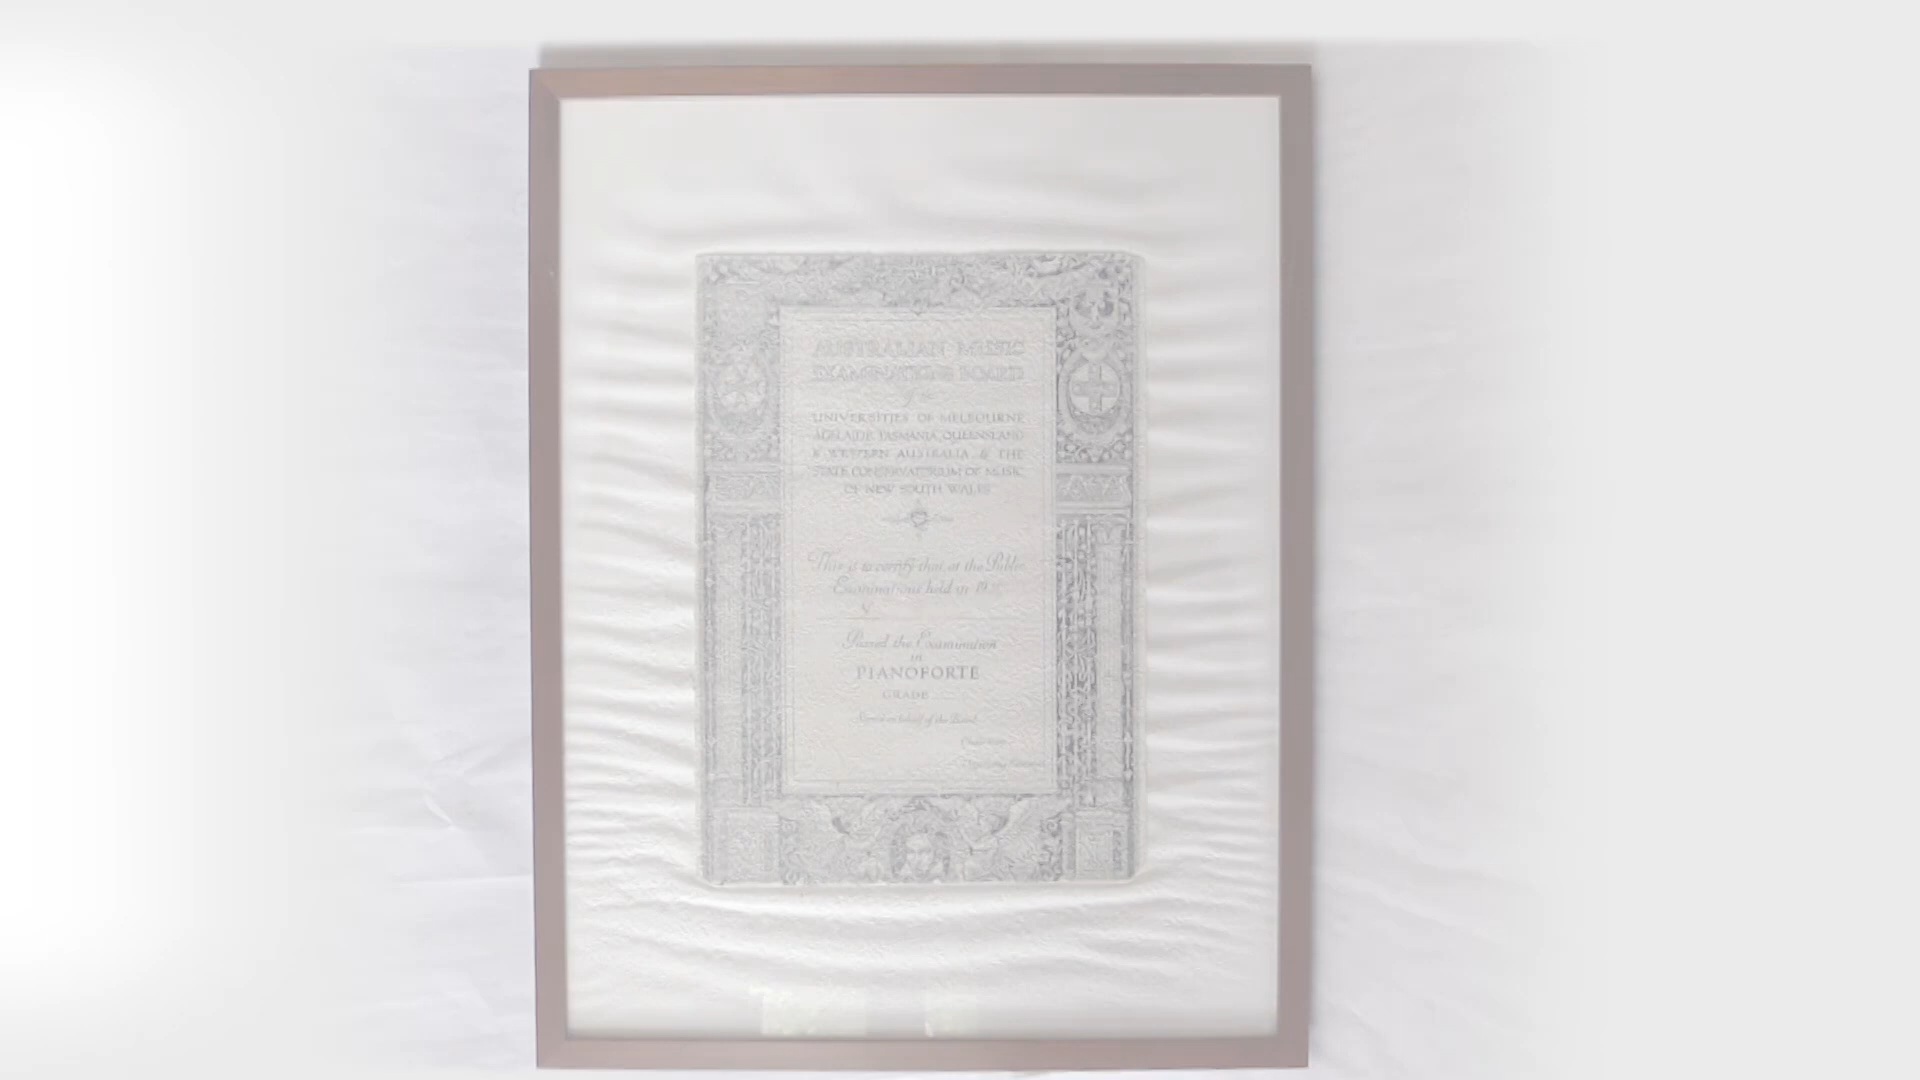 AUSTRALIAN MUSIC
EXAMINATIONS BOARD
of the
UNIVERSITIES OF MELBOURNE
ADELAIDE, TASMANIA, QUEENSLAND
& WESTERN AUSTRALIA, & THE
STATE CONSERVATORIUM OF MUSIC
OF NEW SOUTH WALES
This is to certify that, at the Public
Examinations held in 19
Passed the Examination
in
PIANOFORTE
GRADE
Signed on behalf of the Board